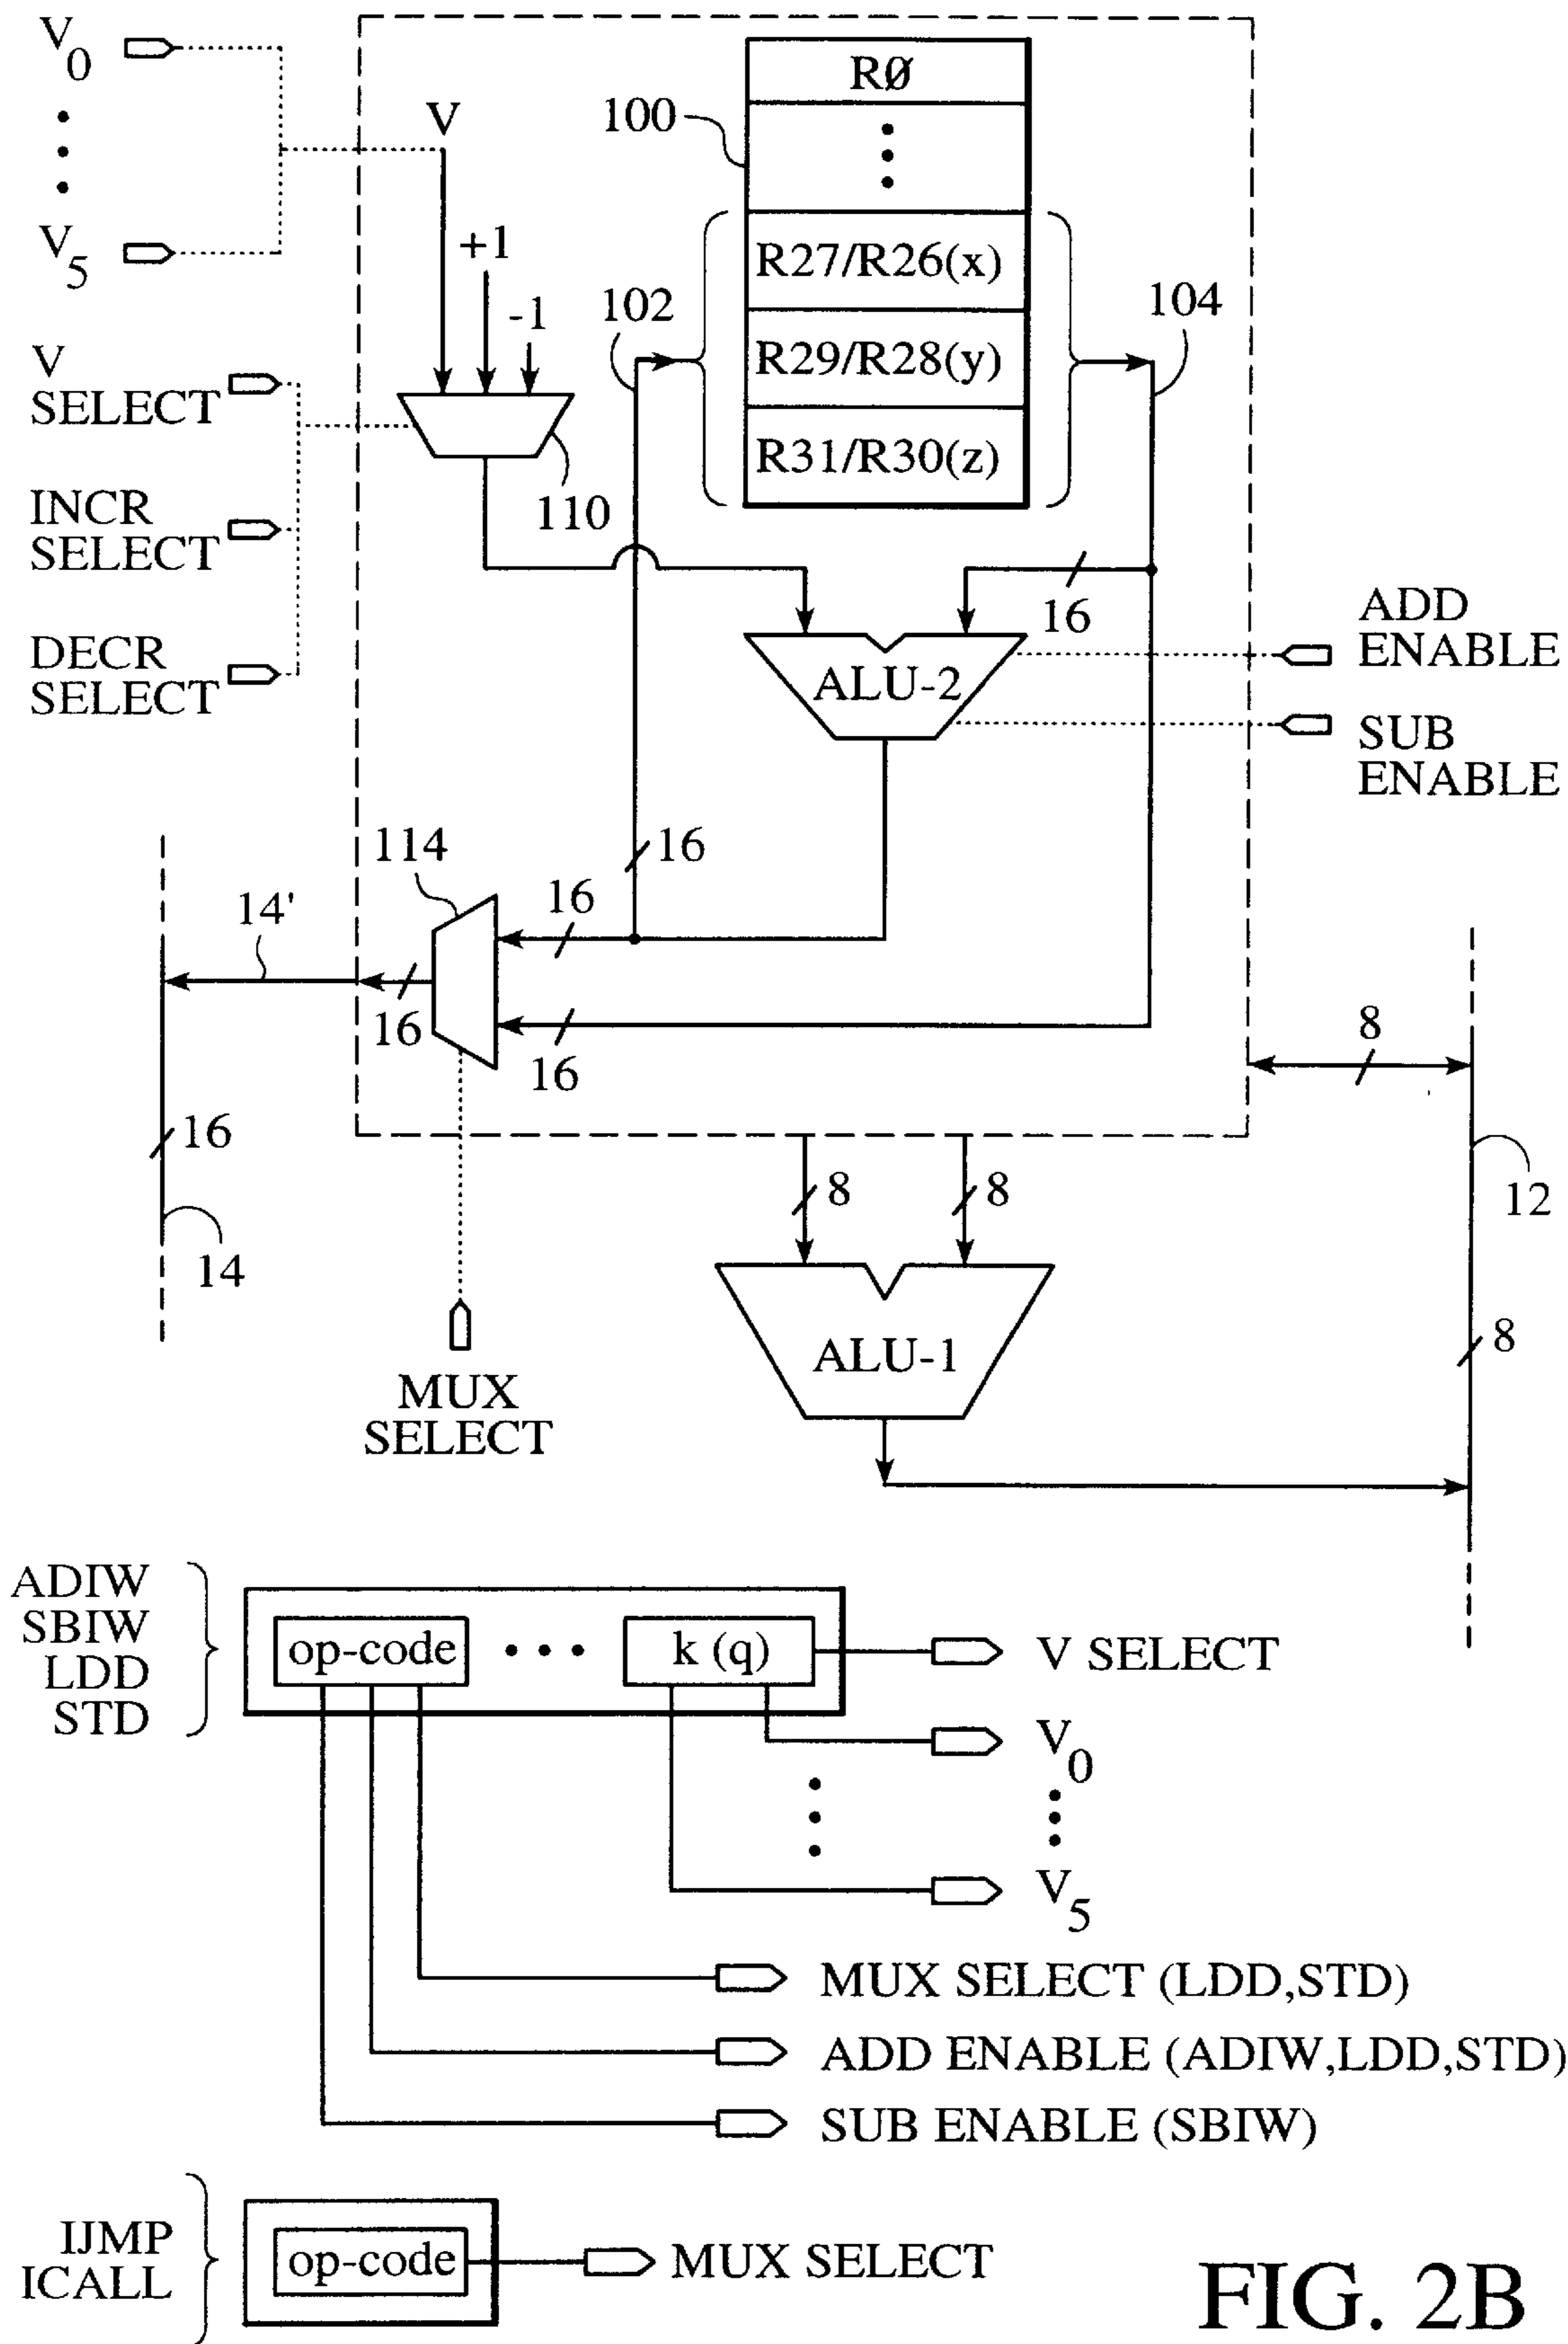 V0
V5
V
SELECT
INCR
SELECT
DECR
SELECT
V
+1
-1
110
100
102
104
RØ
R27/R26(x)
R29/R28(y)
R31/R30(z)
16
ALU-2
ADD
ENABLE
SUB
ENABLE
114
16
16
16
16
14'
16
14
8
12
8
8
8
ALU-1
MUX
SELECT
ADIW
SBIW
LDD
STD
op-code
k (q)
V SELECT
V0
V5
MUX SELECT (LDD,STD)
ADD ENABLE (ADIW,LDD,STD)
SUB ENABLE (SBIW)
IJMP
ICALL
op-code
MUX SELECT
FIG. 2B